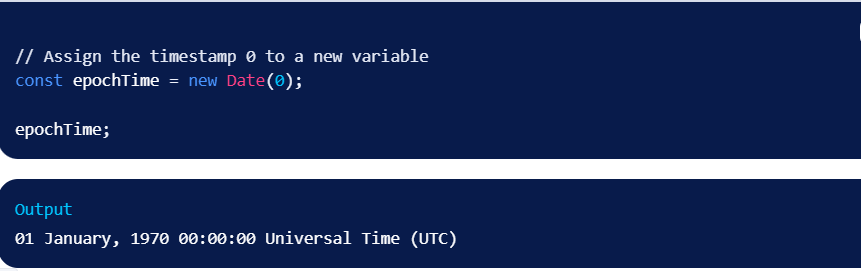 // Assign the timestamp 0 to a new variable
const epochTime = new Date(0);
epochTime;
Output
01 January, 1970 00:00:00 Universal Time (UTC)